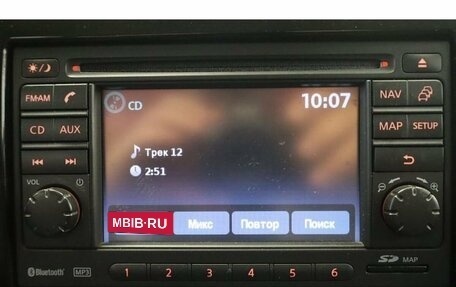 FM·AM
CD
10:07
NAV
CD AUX
Трек 12
MAP SETUP
2:51
VOL
MBIB·RU Микс Повтор Поиск
Bluetooth MP3 1 2 3 4 5 6 SD MAP